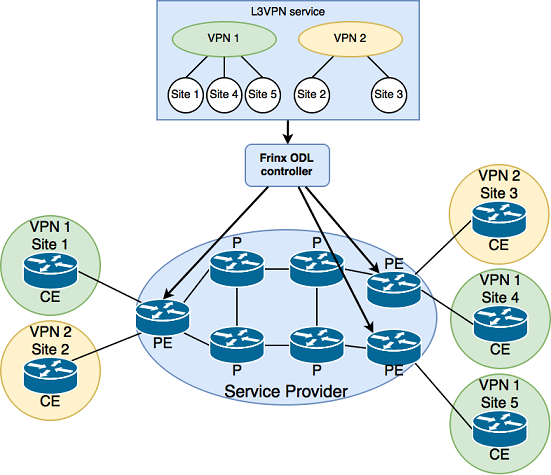 L3VPN service
VPN 1
VPN 2
Site 1
Site 4
Site 5
Site 2
Site 3
Frinx ODL
controller
VPN 1
Site 1
CE
VPN 2
Site 2
CE
P
P
PE
PE
P
P
PE
Service Provider
VPN 2
Site 3
CE
VPN 1
Site 4
CE
VPN 1
Site 5
CE